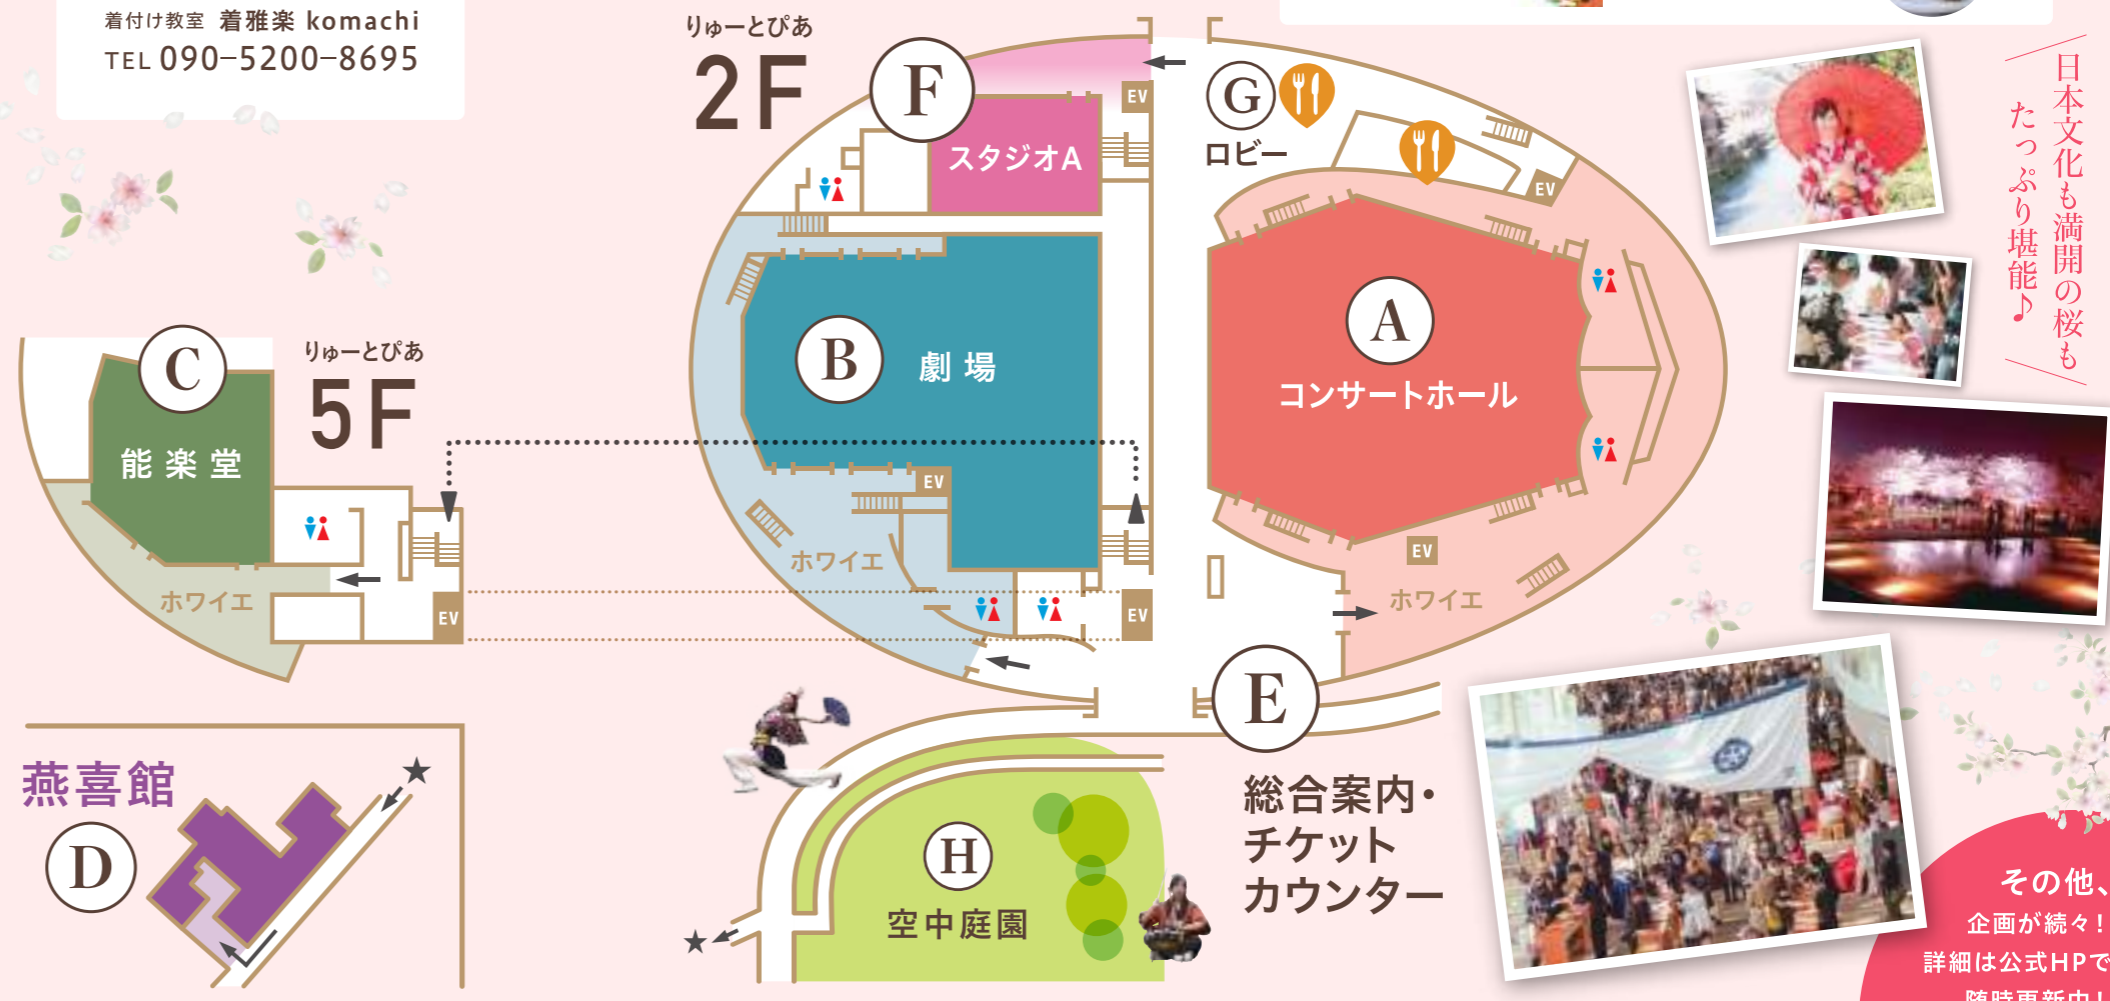 着付け教室 着雅楽 komachi
TEL 090-5200-8695
りゅーとぴあ
2F
F
スタジオA
EV
G
ロビー
EV
日本文化も満開の桜も
たっぷり堪能♪
B
劇場
A
コンサートホール
C
能楽堂
りゅーとぴあ
5F
EV
ホワイエ
EV
ホワイエ
ホワイエ
EV
EV
E
総合案内・
チケット
カウンター
燕喜館
D
★
H
空中庭園
★
その他、
企画が続々!
詳細は公式HPで
随時更新中!